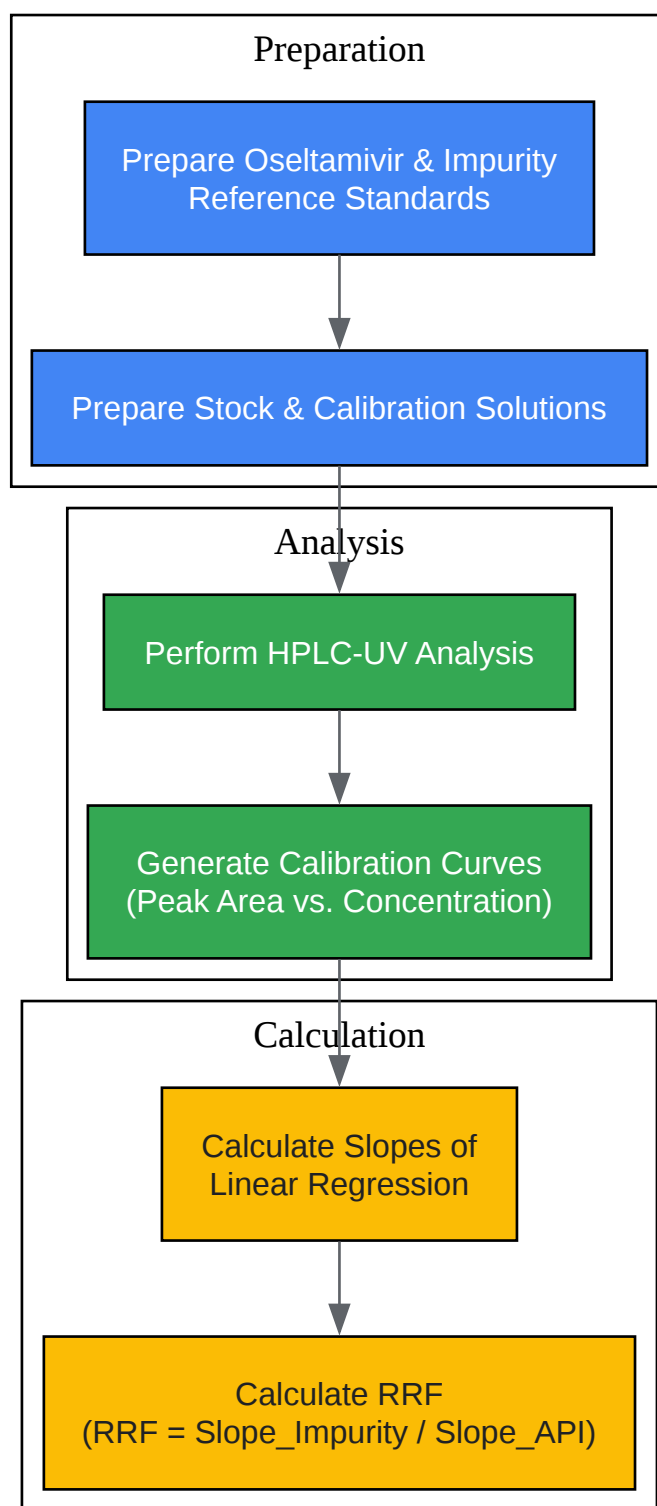 Preparation
Prepare Oseltamivir & Impurity
Reference Standards
Prepare Stock & Calibration Solutions
Analysis
Perform HPLC-UV Analysis
Generate Calibration Curves
(Peak Area vs. Concentration)
Calculation
Calculate Slopes of
Linear Regression
Calculate RRF
(RRF = Slope_Impurity / Slope_API)